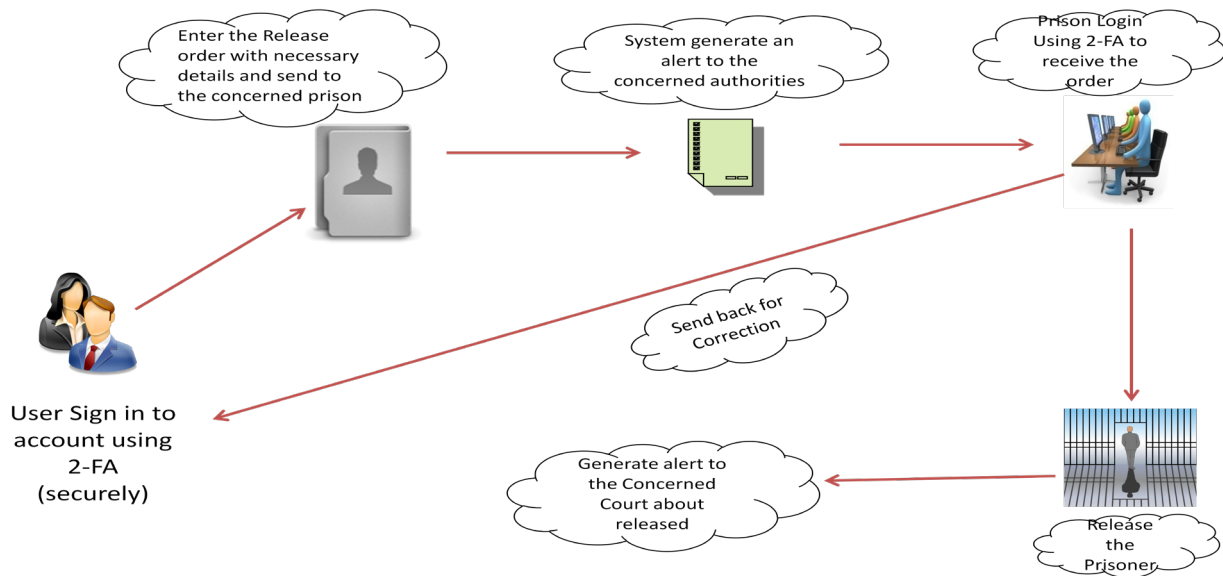 Enter the Release
order with necessary
details and send to
the concerned prison
System generate an
alert to the
concerned authorities
Prison Login
Using 2-FA to
receive the
order
Send back for
Correction
User Sign in to
account using
2-FA
(securely)
Generate alert to
the Concerned
Court about
released
Release
the
Prisoner